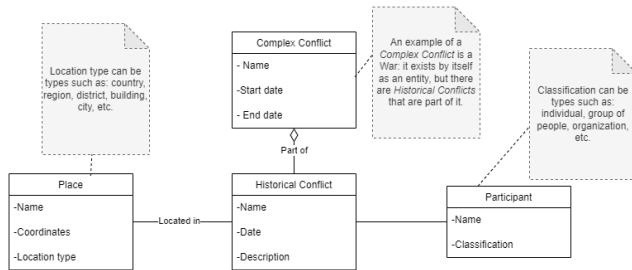 Location type can be
types such as: country,
region, district, building,
city, etc.
Complex Conflict
- Name
-Start date
- End date
An example of a
Complex Conflict is a
War: it exists by itself
as an entity, but there
are Historical Conflicts
that are part of it.
Classification can be
types such as:
individual, group of
people, organization,
etc.
Part of
Place
-Name
-Coordinates
-Location type
Located in
Historical Conflict
-Name
-Date
-Description
Participant
-Name
-Classification